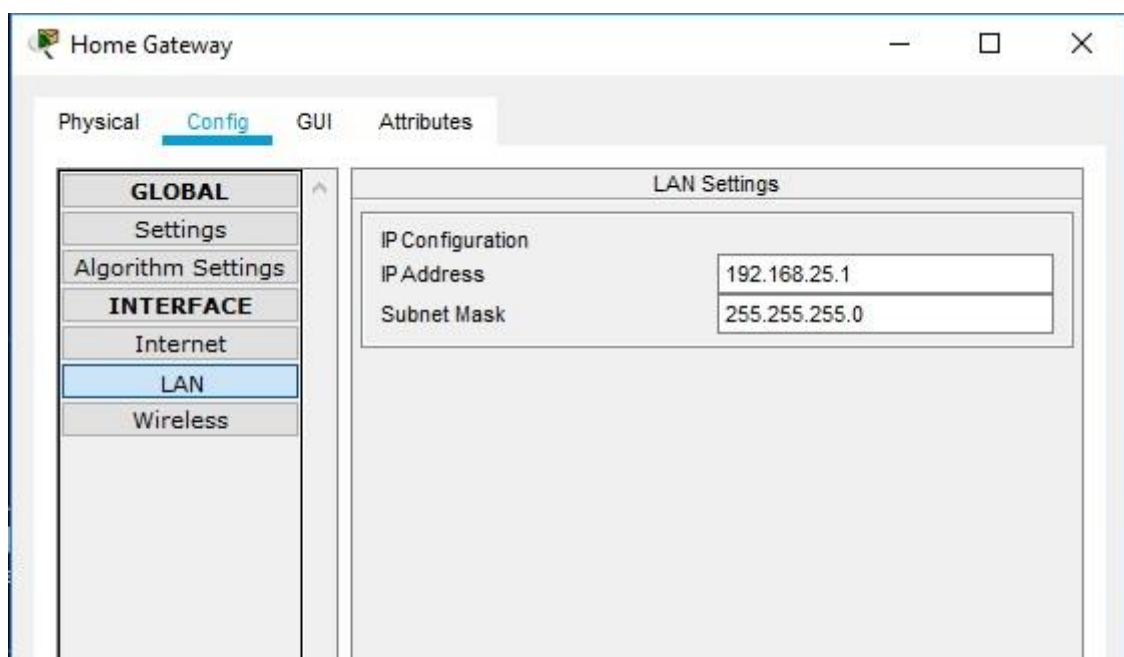 Home Gateway
Physical Config GUI Attributes
GLOBAL
Settings
Algorithm Settings
INTERFACE
Internet
LAN
Wireless
LAN Settings
IP Configuration
IP Address 192.168.25.1
Subnet Mask 255.255.255.0